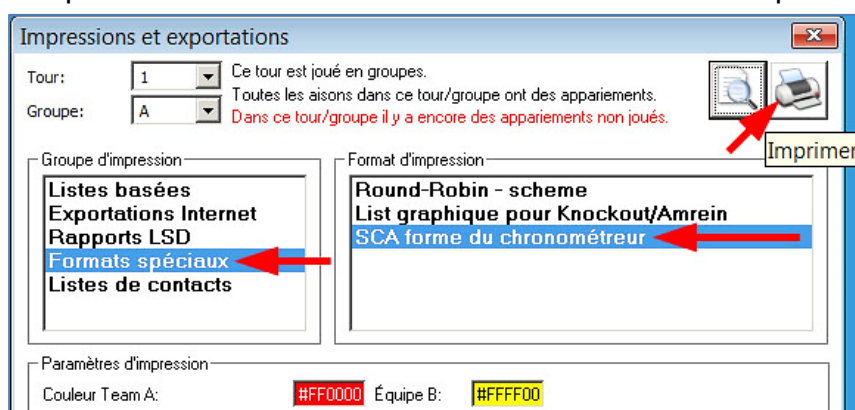 Impressions et exportations
Tour: 1 Ce tour est joué en groupes.
Toutes les aisons dans ce tour/groupe ont des appariements.
Groupe: A Dans ce tour/groupe il y a encore des appariements non joués.
Imprimer
Groupe d'impression Format d'impression
Listes basées Round-Robin - scheme
Exportations Internet List graphique pour Knockout/Amrein
Rapports LSD SCA forme du chronométreur
Formats spéciaux
Listes de contacts
Paramètres d'impression
Couleur Team A: #FF0000 Équipe B: #FFFF00